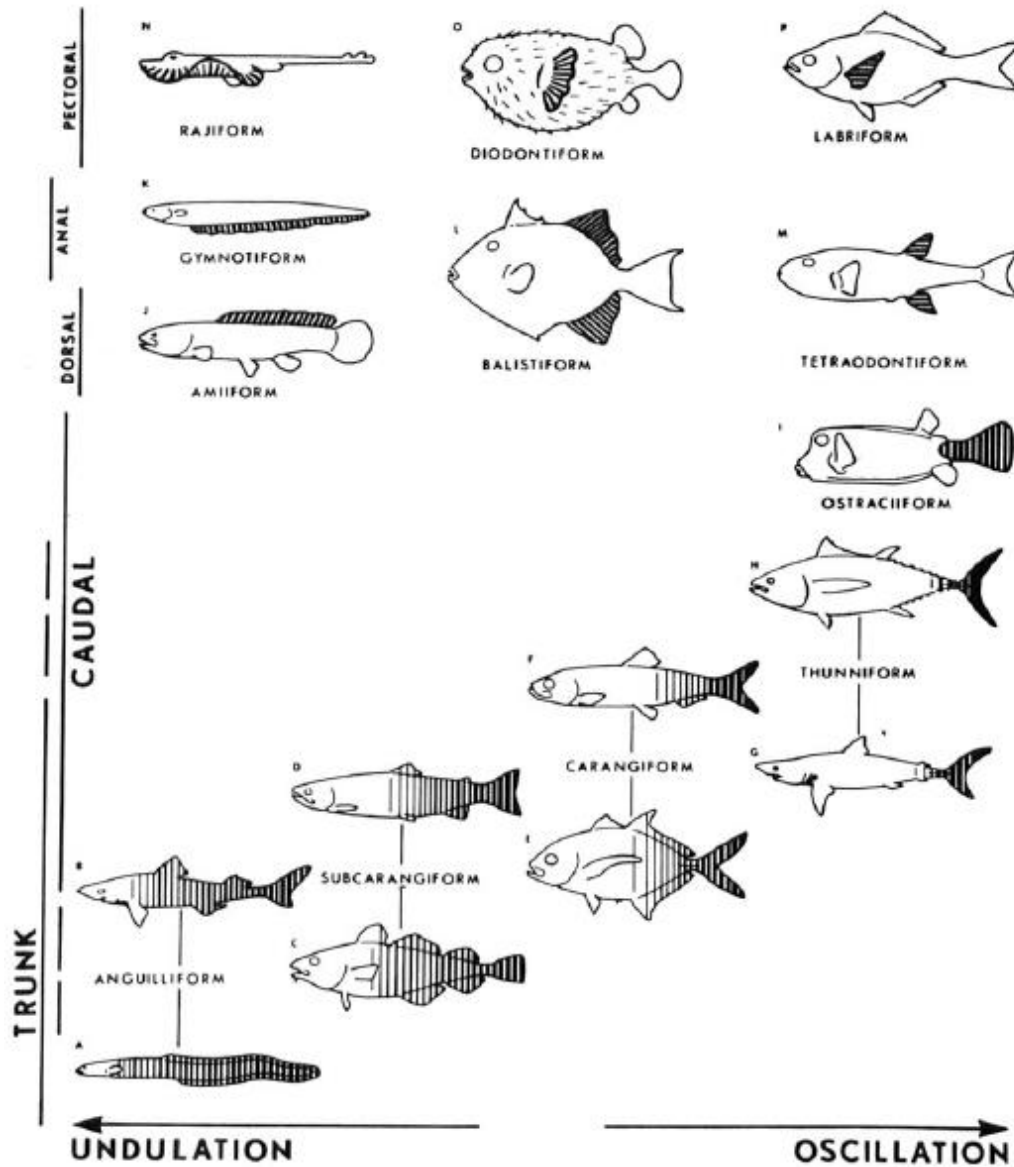 N
O
P
PECTORAL
RAJIFORM
DIODONTIFORM
LABRIFORM
K
L
M
ANAL
GYMNOTIFORM
J
DORSAL
AMIIFORM
BALISTIFORM
TETRAODONTIFORM
I
OSTRACIIFORM
CAUDAL
H
THUNNIFORM
F
CARANGIFORM
G
D
E
B
SUBCARANGIFORM
TRUNK
C
ANGUILLIFORM
A
UNDULATION
OSCILLATION